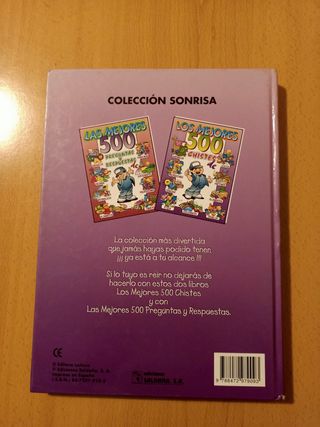 COLECCIÓN SONRISA
LAS MEJORES
500
PREGUNTAS
Y
RESPUESTAS
LOS MEJORES
500
CHISTES
La colección más divertida
que jamás hayas podido tener,
¡¡¡ ya está a tu alcance !!!
Si lo tuyo es reir no dejarás de
hacerlo con estos dos libros
Los Mejores 500 Chistes
y con
Las Mejores 500 Preguntas y Respuestas.
CE
ediciones
SALDAÑA, S.A.